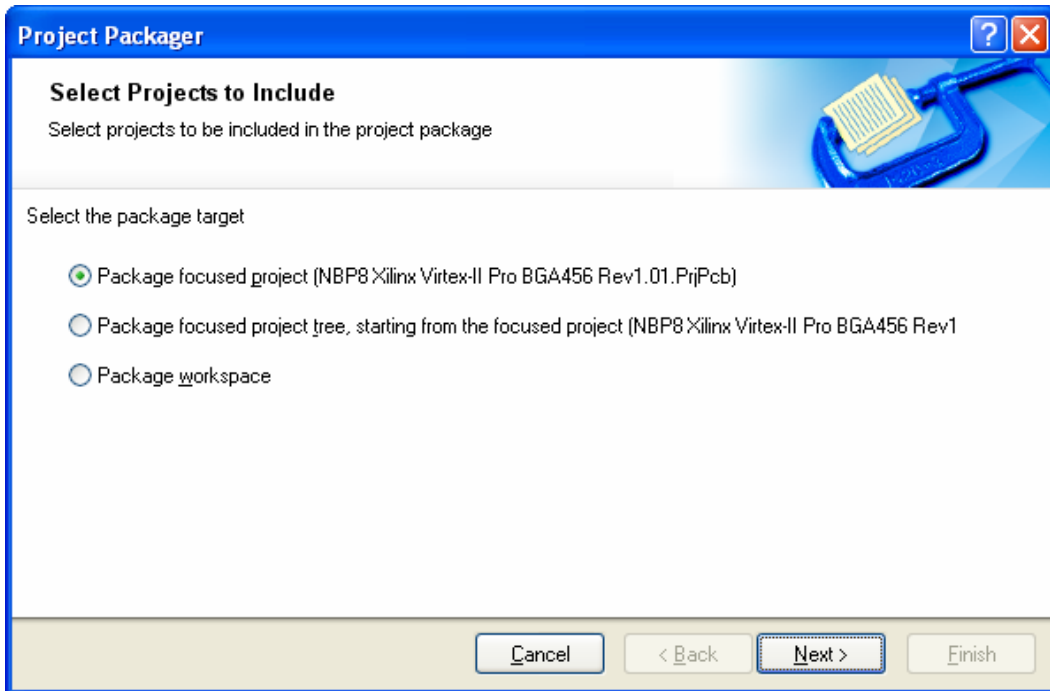 Project Packager
Select Projects to Include
Select projects to be included in the project package
Select the package target
Package focused project (NBP8 Xilinx Virtex-II Pro BGA456 Rev1.01.PrjPcb)
Package focused project tree, starting from the focused project (NBP8 Xilinx Virtex-II Pro BGA456 Rev1
Package workspace
Cancel
< Back
Next >
Finish